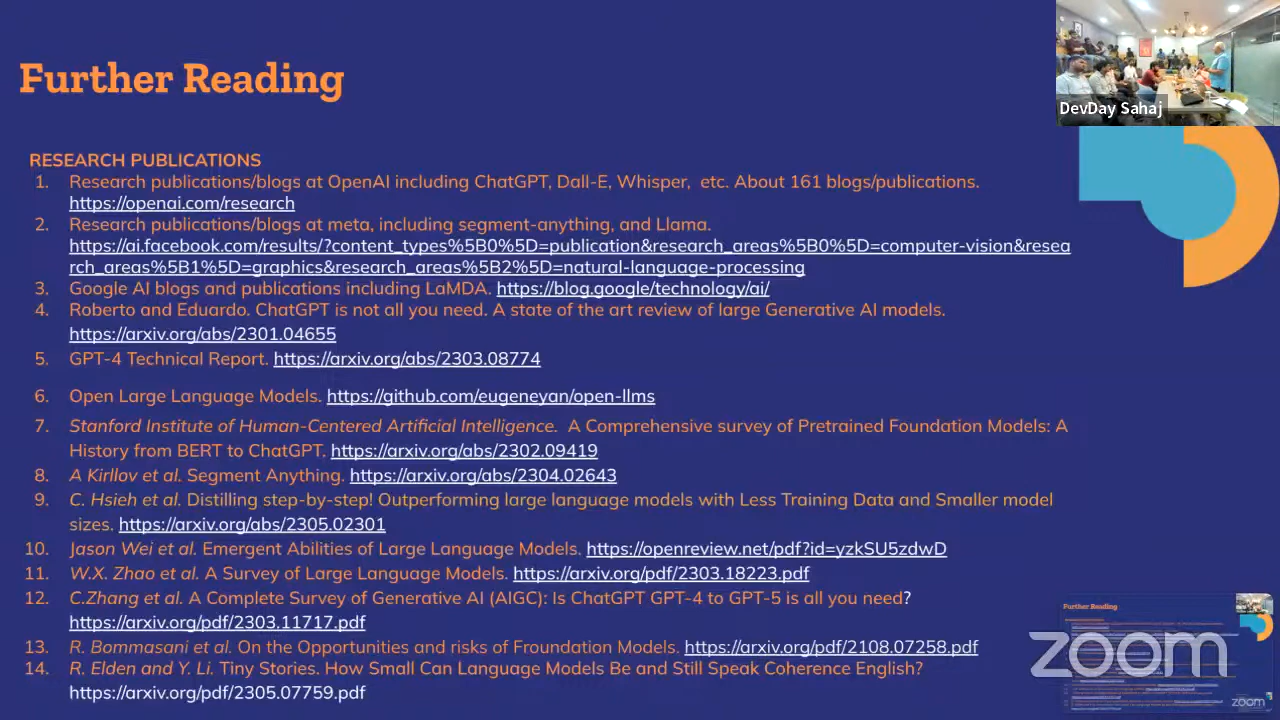 Further Reading
DevDay Sahaj
RESEARCH PUBLICATIONS
1. Research publications/blogs at OpenAI including ChatGPT, Dall-E, Whisper, etc. About 161 blogs/publications.
https://openai.com/research
2. Research publications/blogs at meta, including segment-anything, and Llama.
https://ai.facebook.com/results/?content_types%5B0%5D=publication&research_areas%5B0%5D=computer-vision&resea
rch_areas%5B1%5D=graphics&research_areas%5B2%5D=natural-language-processing
3. Google AI blogs and publications including LaMDA. https://blog.google/technology/ai/
4. Roberto and Eduardo. ChatGPT is not all you need. A state of the art review of large Generative AI models.
https://arxiv.org/abs/2301.04655
5. GPT-4 Technical Report. https://arxiv.org/abs/2303.08774
6. Open Large Language Models. https://github.com/eugeneyan/open-llms
7. Stanford Institute of Human-Centered Artificial Intelligence. A Comprehensive survey of Pretrained Foundation Models: A
History from BERT to ChatGPT. https://arxiv.org/abs/2302.09419
8. A Kirllov et al. Segment Anything. https://arxiv.org/abs/2304.02643
9. C. Hsieh et al. Distilling step-by-step! Outperforming large language models with Less Training Data and Smaller model
sizes. https://arxiv.org/abs/2305.02301
10. Jason Wei et al. Emergent Abilities of Large Language Models. https://openreview.net/pdf?id=yzkSU5zdwD
11. W.X. Zhao et al. A Survey of Large Language Models. https://arxiv.org/pdf/2303.18223.pdf
12. C.Zhang et al. A Complete Survey of Generative AI (AIGC): Is ChatGPT GPT-4 to GPT-5 is all you need?
https://arxiv.org/pdf/2303.11717.pdf
13. R. Bommasani et al. On the Opportunities and risks of Froundation Models. https://arxiv.org/pdf/2108.07258.pdf
14. R. Elden and Y. Li. Tiny Stories. How Small Can Language Models Be and Still Speak Coherence English?
https://arxiv.org/pdf/2305.07759.pdf
Further Reading
zoom
zoom